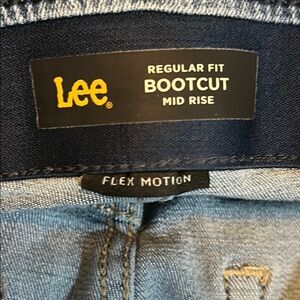 Lee®
REGULAR FIT
BOOTCUT
MID RISE
FLEX MOTION